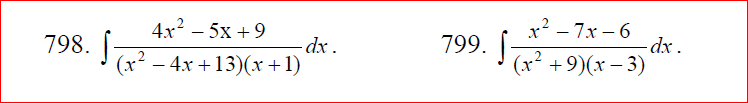 798. ∫ (4x² – 5x + 9)/((x² – 4x + 13)(x + 1)) dx .
799. ∫ (x² – 7x – 6)/((x² + 9)(x – 3)) dx .